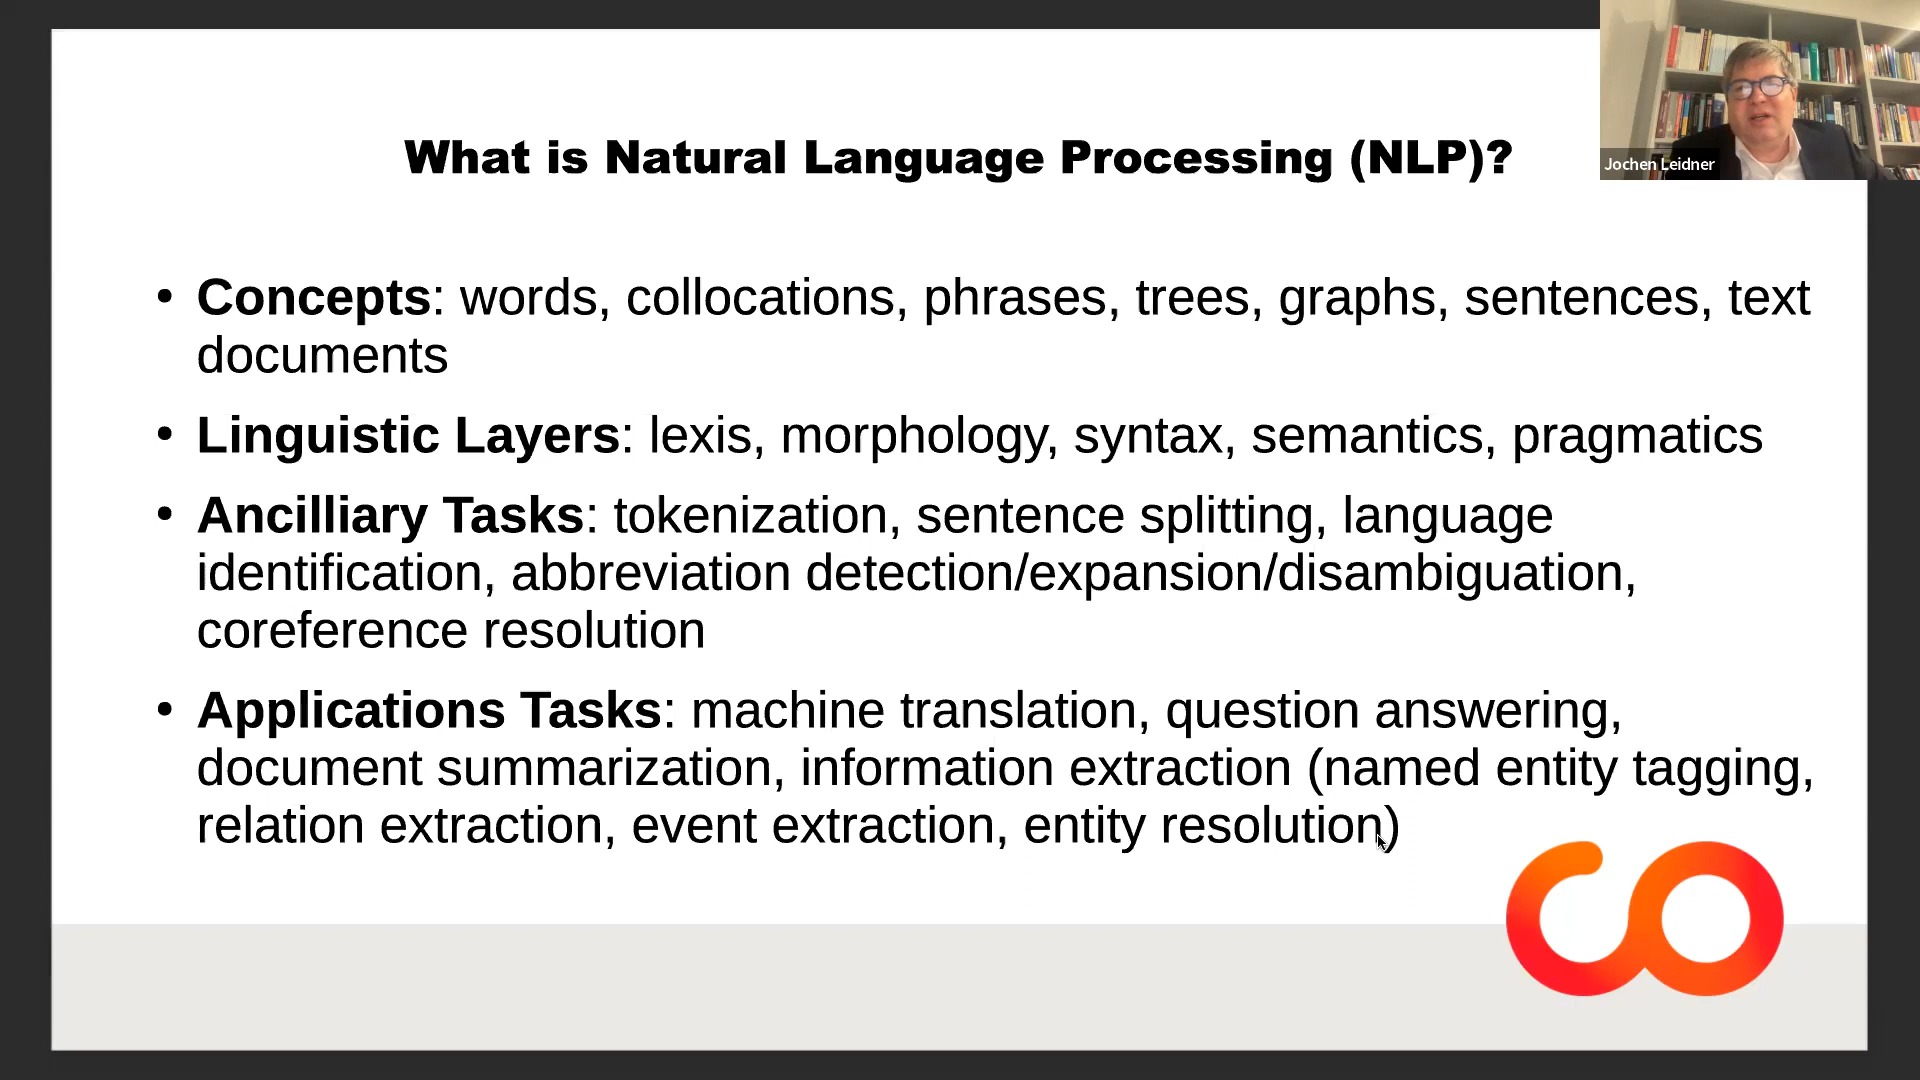 What is Natural Language Processing (NLP)?
Jochen Leidner
• Concepts: words, collocations, phrases, trees, graphs, sentences, text
documents
• Linguistic Layers: lexis, morphology, syntax, semantics, pragmatics
• Ancilliary Tasks: tokenization, sentence splitting, language
identification, abbreviation detection/expansion/disambiguation,
coreference resolution
• Applications Tasks: machine translation, question answering,
document summarization, information extraction (named entity tagging,
relation extraction, event extraction, entity resolution)